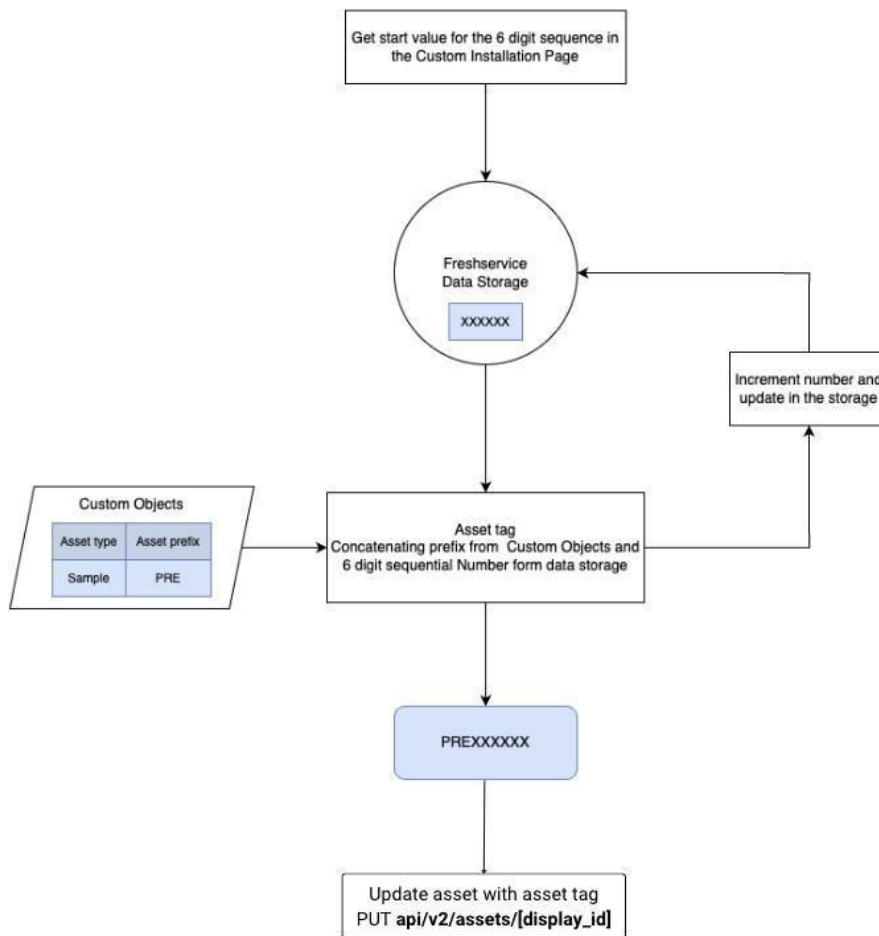 Get start value for the 6 digit sequence in
the Custom Installation Page
Freshservice
Data Storage
XXXXXX
Increment number and
update in the storage
Custom Objects
Asset type Asset prefix
Sample PRE
Asset tag
Concatenating prefix from Custom Objects and
6 digit sequential Number form data storage
PREXXXXXX
Update asset with asset tag
PUT api/v2/assets/[display_id]